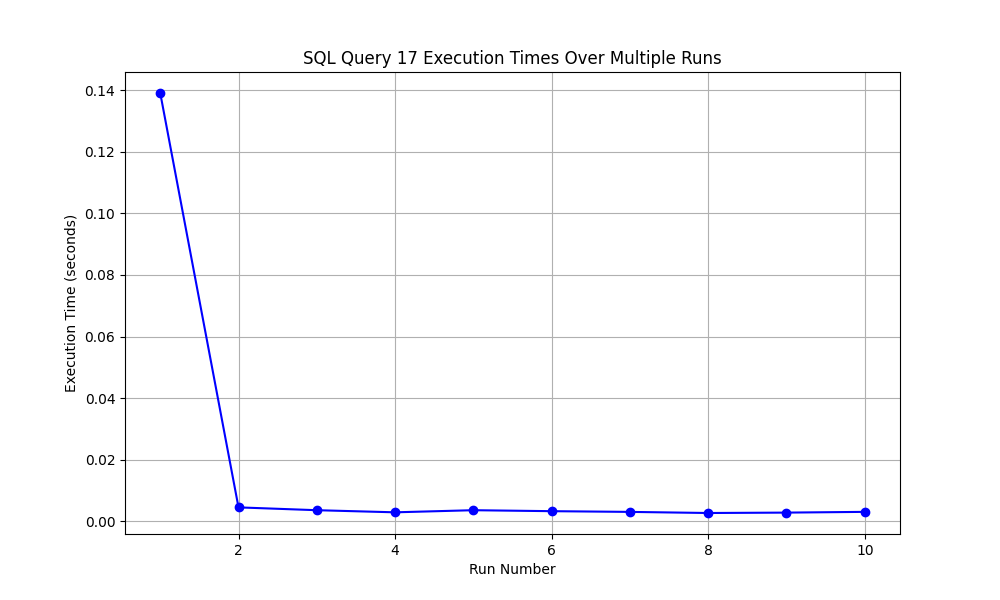 SQL Query 17 Execution Times Over Multiple Runs
0.14
0.12
0.10
0.08
0.06
0.04
0.02
0.00
Execution Time (seconds)
2 4 6 8 10
Run Number